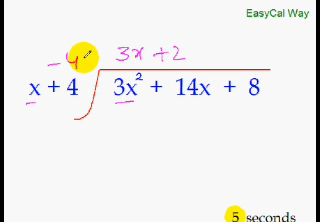 EasyCal Way
-4 3x+2
x + 4 3x² + 14x + 8
5 seconds